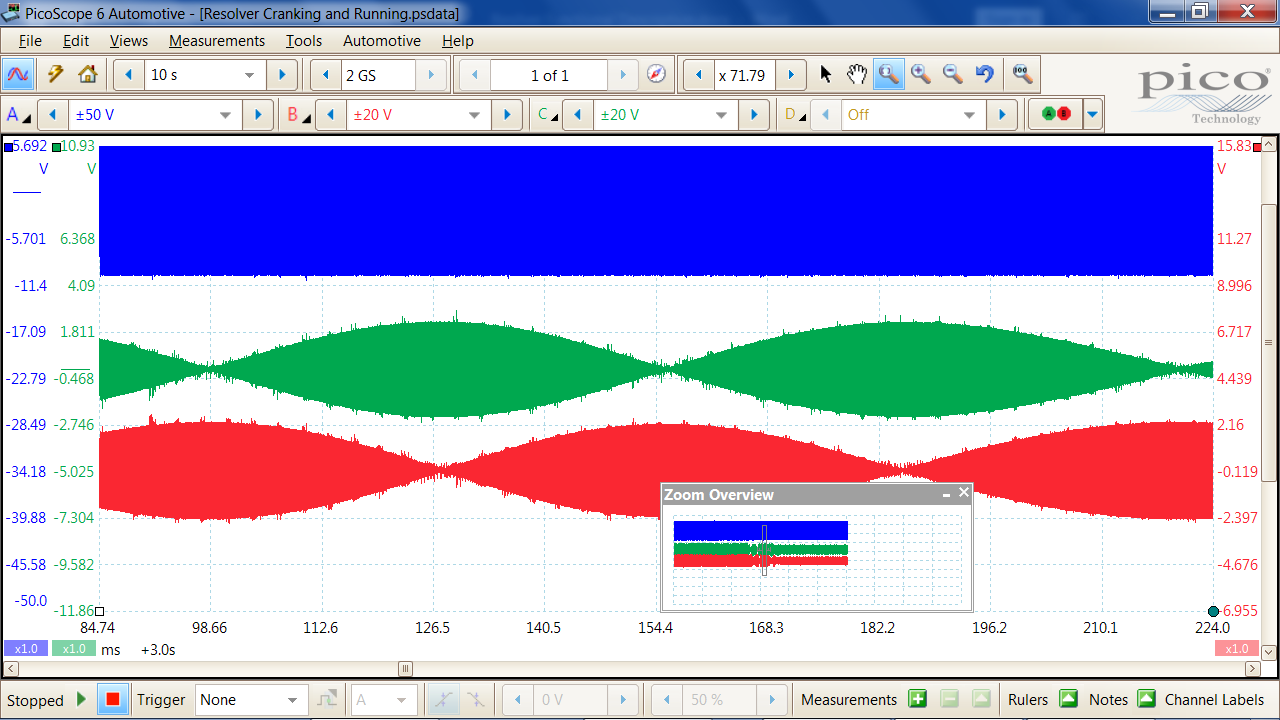 PicoScope 6 Automotive - [Resolver Cranking and Running.psdata]
File Edit Views Measurements Tools Automotive Help
10 s 2 GS 1 of 1 x 71.79
pico
Technology
A ±50 V B ±20 V C ±20 V D Off A B
5.692 10.93 15.83
V V V
-5.701 6.368 11.27
-11.4 4.09 8.996
-17.09 1.811 6.717
-22.79 -0.468 4.439
-28.49 -2.746 2.16
-34.18 -5.025 -0.119
-39.88 -7.304 -2.397
Zoom Overview
-45.58 -9.582 -4.676
-50.0
-11.86 -6.955
84.74 98.66 112.6 126.5 140.5 154.4 168.3 182.2 196.2 210.1 224.0
x1.0 x1.0 ms +3.0s x1.0
Stopped Trigger None A 0 V 50 % Measurements Rulers Notes Channel Labels